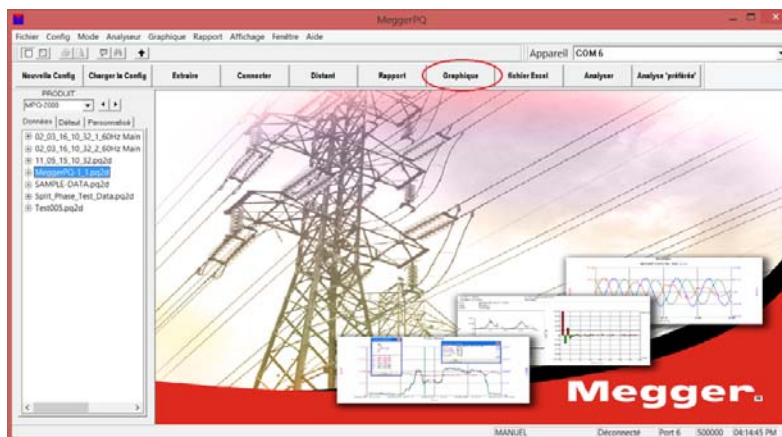 MeggerPQ
Fichier Config Mode Analyseur Graphique Rapport Affichage Fenêtre Aide
Appareil COM 6
Nouvelle Config Charger la Config Extraire Connecter Distant Rapport Graphique fichier Excel Analyser Analyse 'préférée'
PRODUIT
MPQ-2000
Données Défaut Personnalisé
02_03_16_10_32_1_60Hz Main
02_03_16_10_32_2_60Hz Main
11_05_15_10_32.pq2d
MeggerPQ-1_1.pq2d
SAMPLE-DATA.pq2d
Split_Phase_Test_Data.pq2d
Test005.pq2d
Megger.
MANUEL Déconnecté Port 6 500000 04:14:45 PM